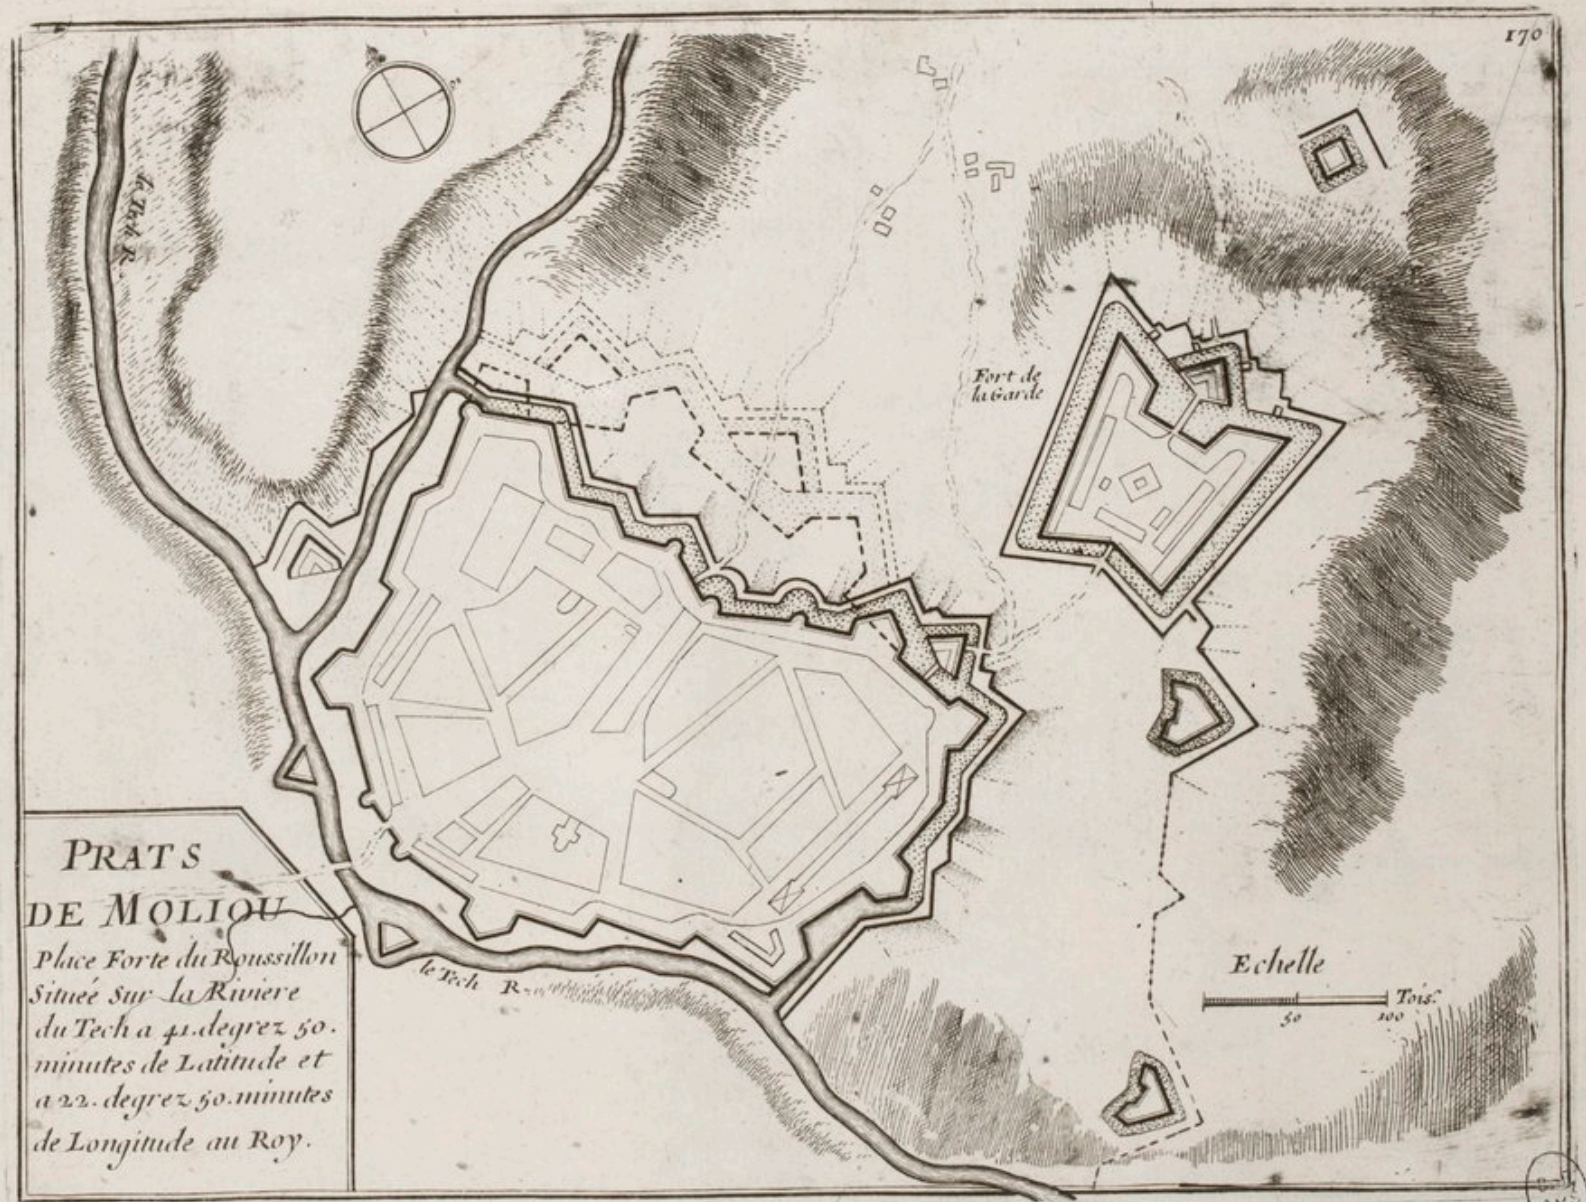 170
le Tech R.
Fort de
la Garde
PRATS
DE MOLIOU
Place Forte du Roussillon
Située Sur la Riviere
du Tech a 41. degrez 50.
minutes de Latitude et
a 22. degrez 50. minutes
de Longitude au Roy.
le Tech R.
Echelle
Tois.
50 100